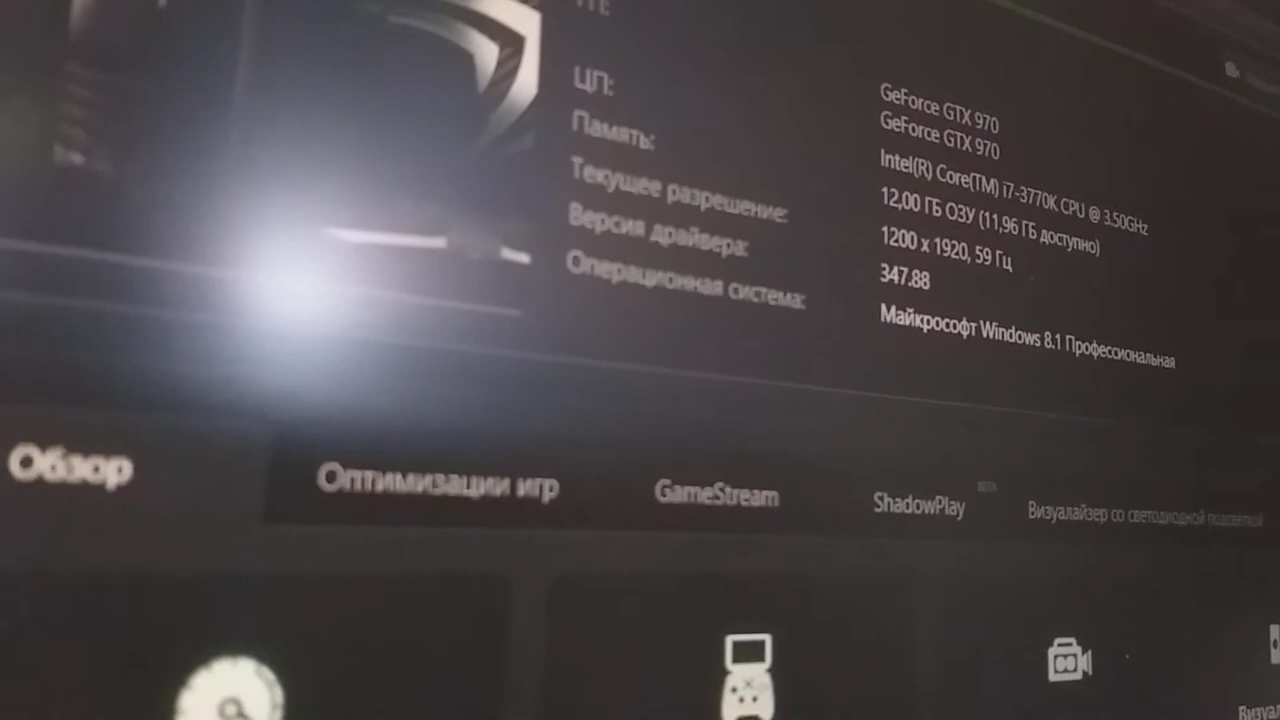 GeForce GTX 970
GeForce GTX 970
ЦП: Intel(R) Core(TM) i7-3770K CPU @ 3.50GHz
Память: 12,00 ГБ ОЗУ (11,96 ГБ доступно)
Текущее разрешение: 1200 x 1920, 59 Гц
Версия драйвера: 347.88
Операционная система: Майкрософт Windows 8.1 Профессиональная
Обзор Оптимизации игр GameStream ShadowPlay BETA Визуалайзер со светодиодной подсветкой